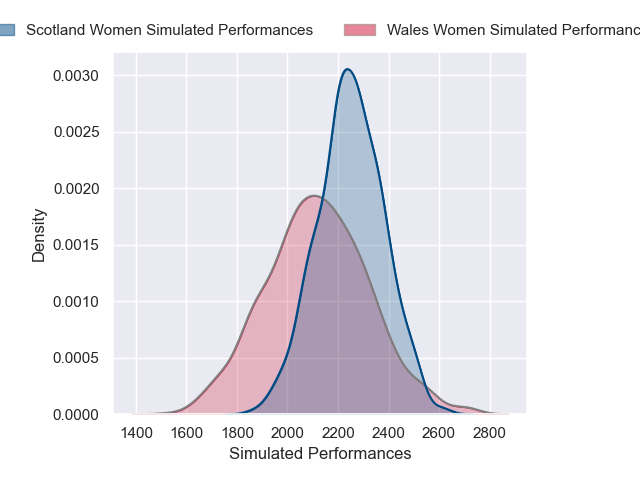 Scotland Women Simulated Performances Wales Women Simulated Performanc
0.0030
0.0025
0.0020
0.0015
0.0010
0.0005
0.0000
Density
1400 1600 1800 2000 2200 2400 2600 2800
Simulated Performances